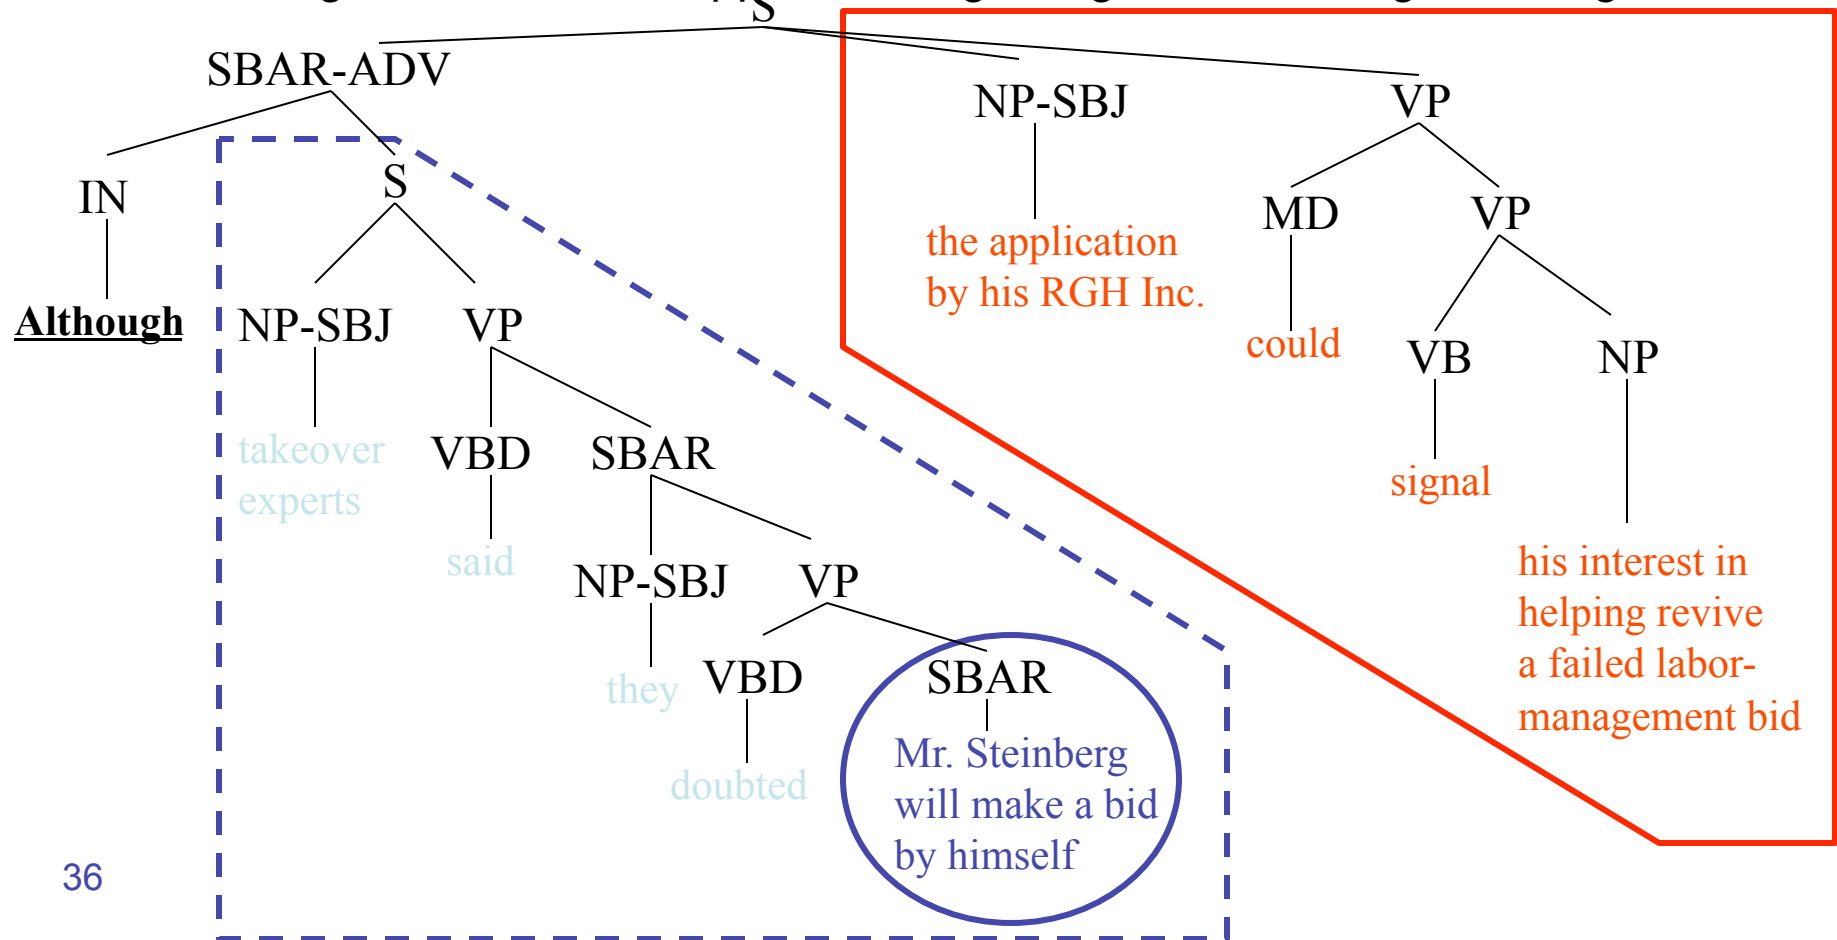 S
SBAR-ADV
NP-SBJ
VP
IN
S
MD
VP
the application
by his RGH Inc.
Although
NP-SBJ
VP
could
VB
NP
takeover
experts
VBD
SBAR
signal
said
NP-SBJ
VP
his interest in
helping revive
a failed labor-
management bid
they
VBD
SBAR
doubted
Mr. Steinberg
will make a bid
by himself
36